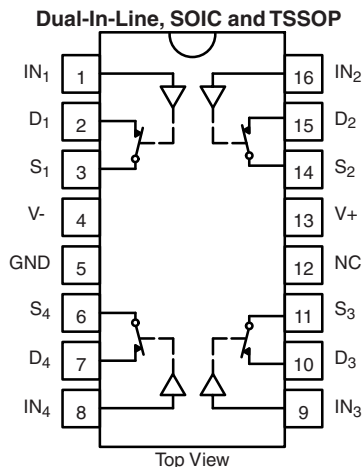 Dual-In-Line, SOIC and TSSOP
IN1 1 16 IN2
D1 2 15 D2
S1 3 14 S2
V- 4 13 V+
GND 5 12 NC
S4 6 11 S3
D4 7 10 D3
IN4 8 9 IN3
Top View